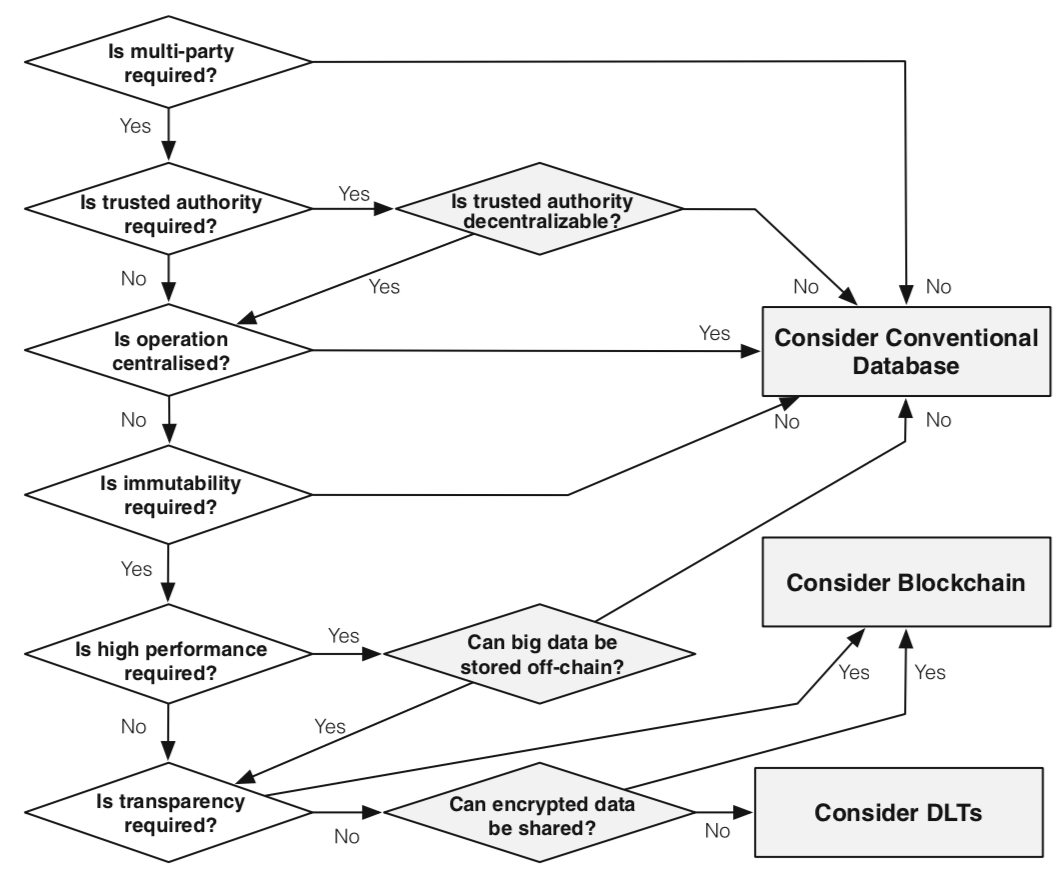 Is multi-party
required?
Yes
Is trusted authority
required?
Yes
Is trusted authority
decentralizable?
No
Yes
No
No
Is operation
centralised?
Yes
Consider Conventional
Database
No
No
No
Is immutability
required?
Yes
Consider Blockchain
Is high performance
required?
Yes
Can big data be
stored off-chain?
Yes
Yes
No
Yes
Is transparency
required?
No
Can encrypted data
be shared?
No
Consider DLTs